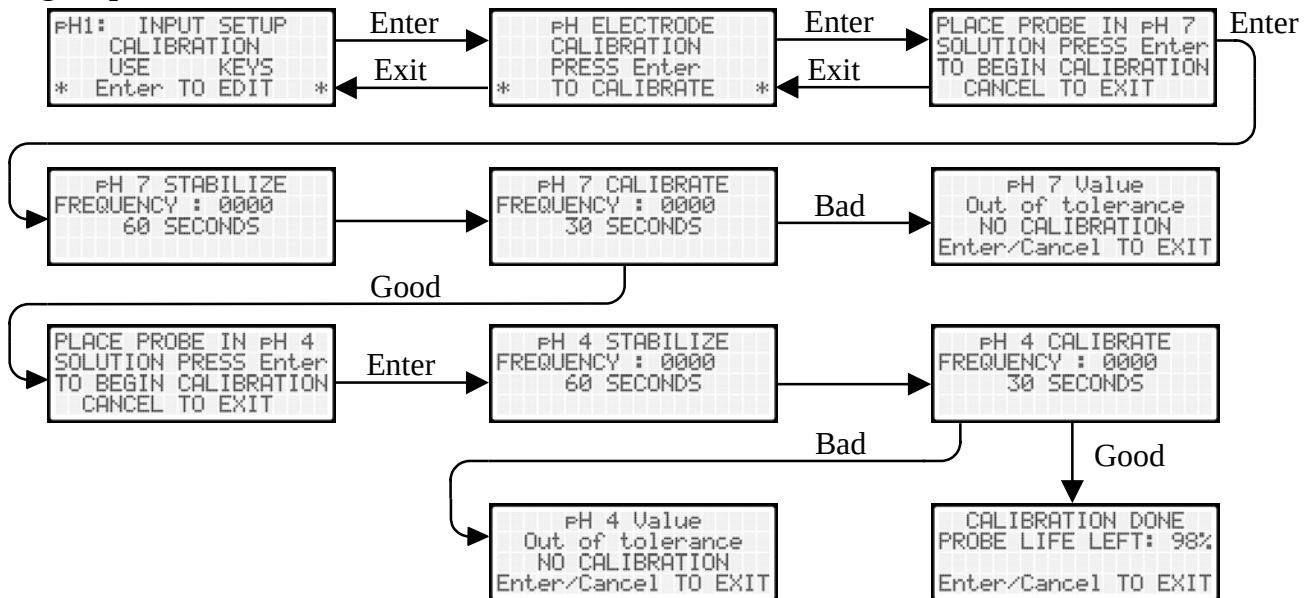 pH1: INPUT SETUP
CALIBRATION
USE KEYS
* Enter TO EDIT *
Enter
Exit
pH ELECTRODE
CALIBRATION
PRESS Enter
* TO CALIBRATE *
Enter
Exit
PLACE PROBE IN pH 7
SOLUTION PRESS Enter
TO BEGIN CALIBRATION
CANCEL TO EXIT
Enter
pH 7 STABILIZE
FREQUENCY : 0000
60 SECONDS
pH 7 CALIBRATE
FREQUENCY : 0000
30 SECONDS
Bad
pH 7 Value
Out of tolerance
NO CALIBRATION
Enter/Cancel TO EXIT
Good
PLACE PROBE IN pH 4
SOLUTION PRESS Enter
TO BEGIN CALIBRATION
CANCEL TO EXIT
Enter
pH 4 STABILIZE
FREQUENCY : 0000
60 SECONDS
pH 4 CALIBRATE
FREQUENCY : 0000
30 SECONDS
Bad
Good
pH 4 Value
Out of tolerance
NO CALIBRATION
Enter/Cancel TO EXIT
CALIBRATION DONE
PROBE LIFE LEFT: 98%
Enter/Cancel TO EXIT